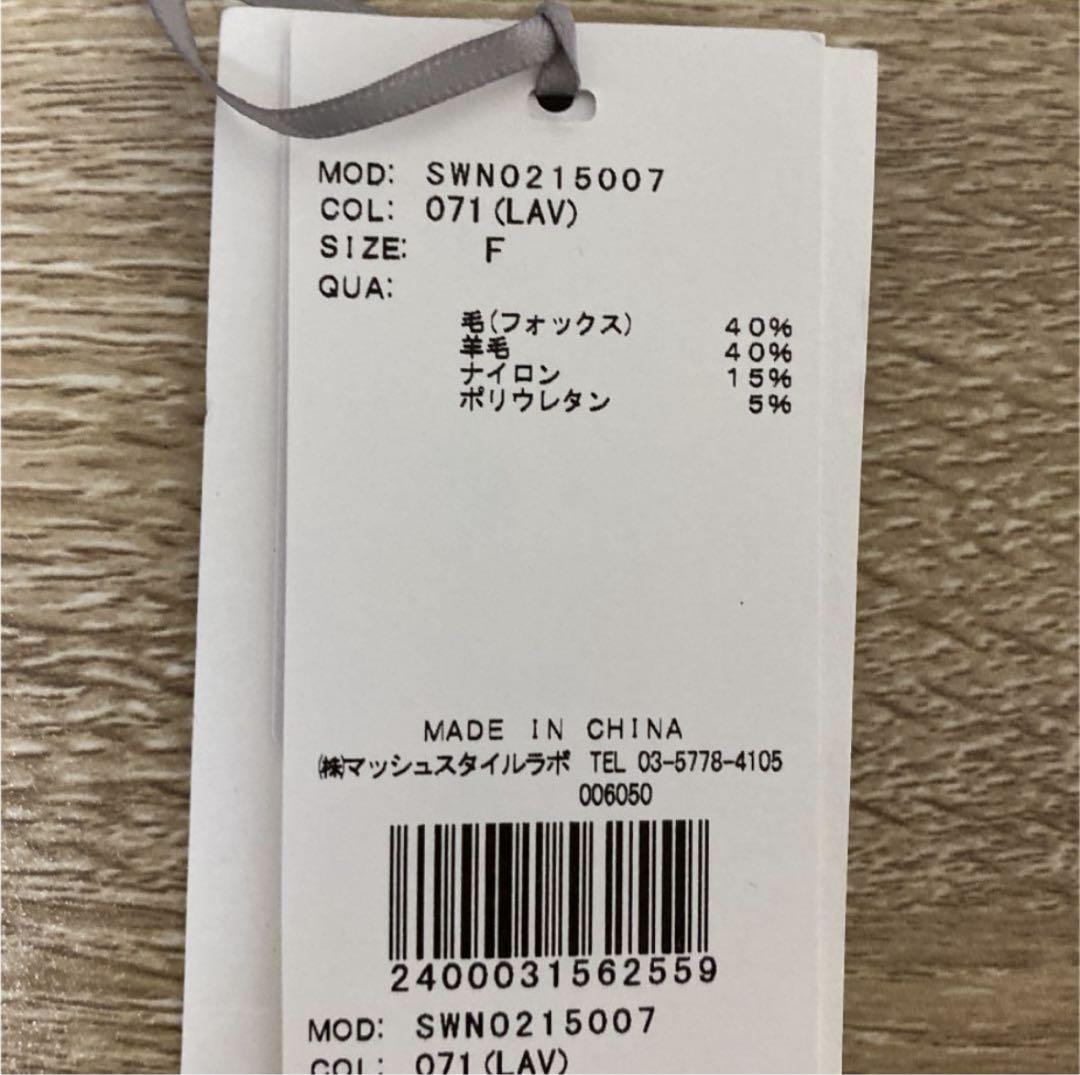 MOD: SWNO215007
COL: 071(LAV)
SIZE: F
QUA:
毛(フォックス) 40%
羊毛 40%
ナイロン 15%
ポリウレタン 5%
MADE IN CHINA
㈱マッシュスタイルラボ TEL 03-5778-4105
006050
2400031562559
MOD: SWNO215007
COL: 071(LAV)